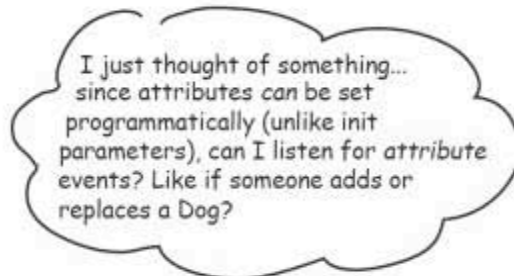 I just thought of something...
since attributes can be set
programmatically (unlike init
parameters), can I listen for attribute
events? Like if someone adds or
replaces a Dog?